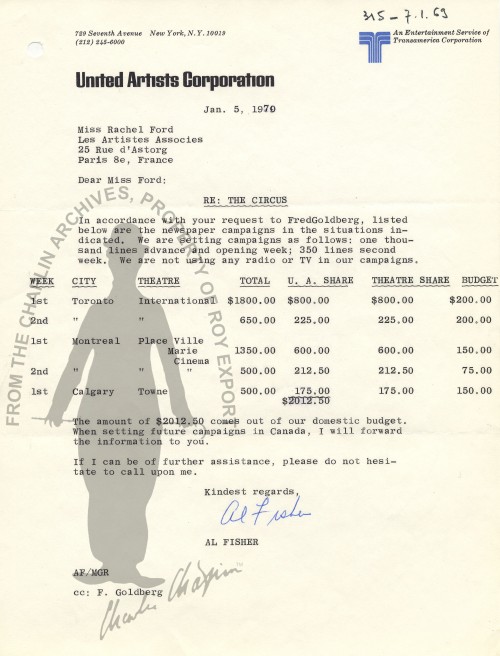 315 - 7.1.69
729 Seventh Avenue New York, N.Y. 10019
(212) 245-6000
An Entertainment Service of
Transamerica Corporation
United Artists Corporation
Jan. 5, 1970
Miss Rachel Ford
Les Artistes Associes
25 Rue d'Astorg
Paris 8e, France
Dear Miss Ford:
RE: THE CIRCUS
In accordance with your request to FredGoldberg, listed
below are the newspaper campaigns in the situations in-
dicated. We are cutting campaigns as follows: one thou-
sand lines advance and opening week; 350 lines second
week. We are not using any radio or TV in our campaigns.
WEEK CITY THEATRE TOTAL U. A. SHARE THEATRE SHARE BUDGET
1st Toronto International $1800.00 $800.00 $800.00 $200.00
2nd " " 650.00 225.00 225.00 200.00
1st Montreal Place Ville
Marie 1350.00 600.00 600.00 150.00
Cinema
2nd " " 500.00 212.50 212.50 75.00
1st Calgary Towne 500.00 175.00 175.00 150.00
$2012.50
The amount of $2012.50 comes out of our domestic budget.
When setting future campaigns in Canada, I will forward
the information to you.
If I can be of further assistance, please do not hesi-
tate to call upon me.
Kindest regards,
Al Fisher
AL FISHER
AF/MGR
cc: F. Goldberg
FROM THE CHAPLIN ARCHIVES, PROPERTY OF ROY EXPOR
Charlie Chaplin TM